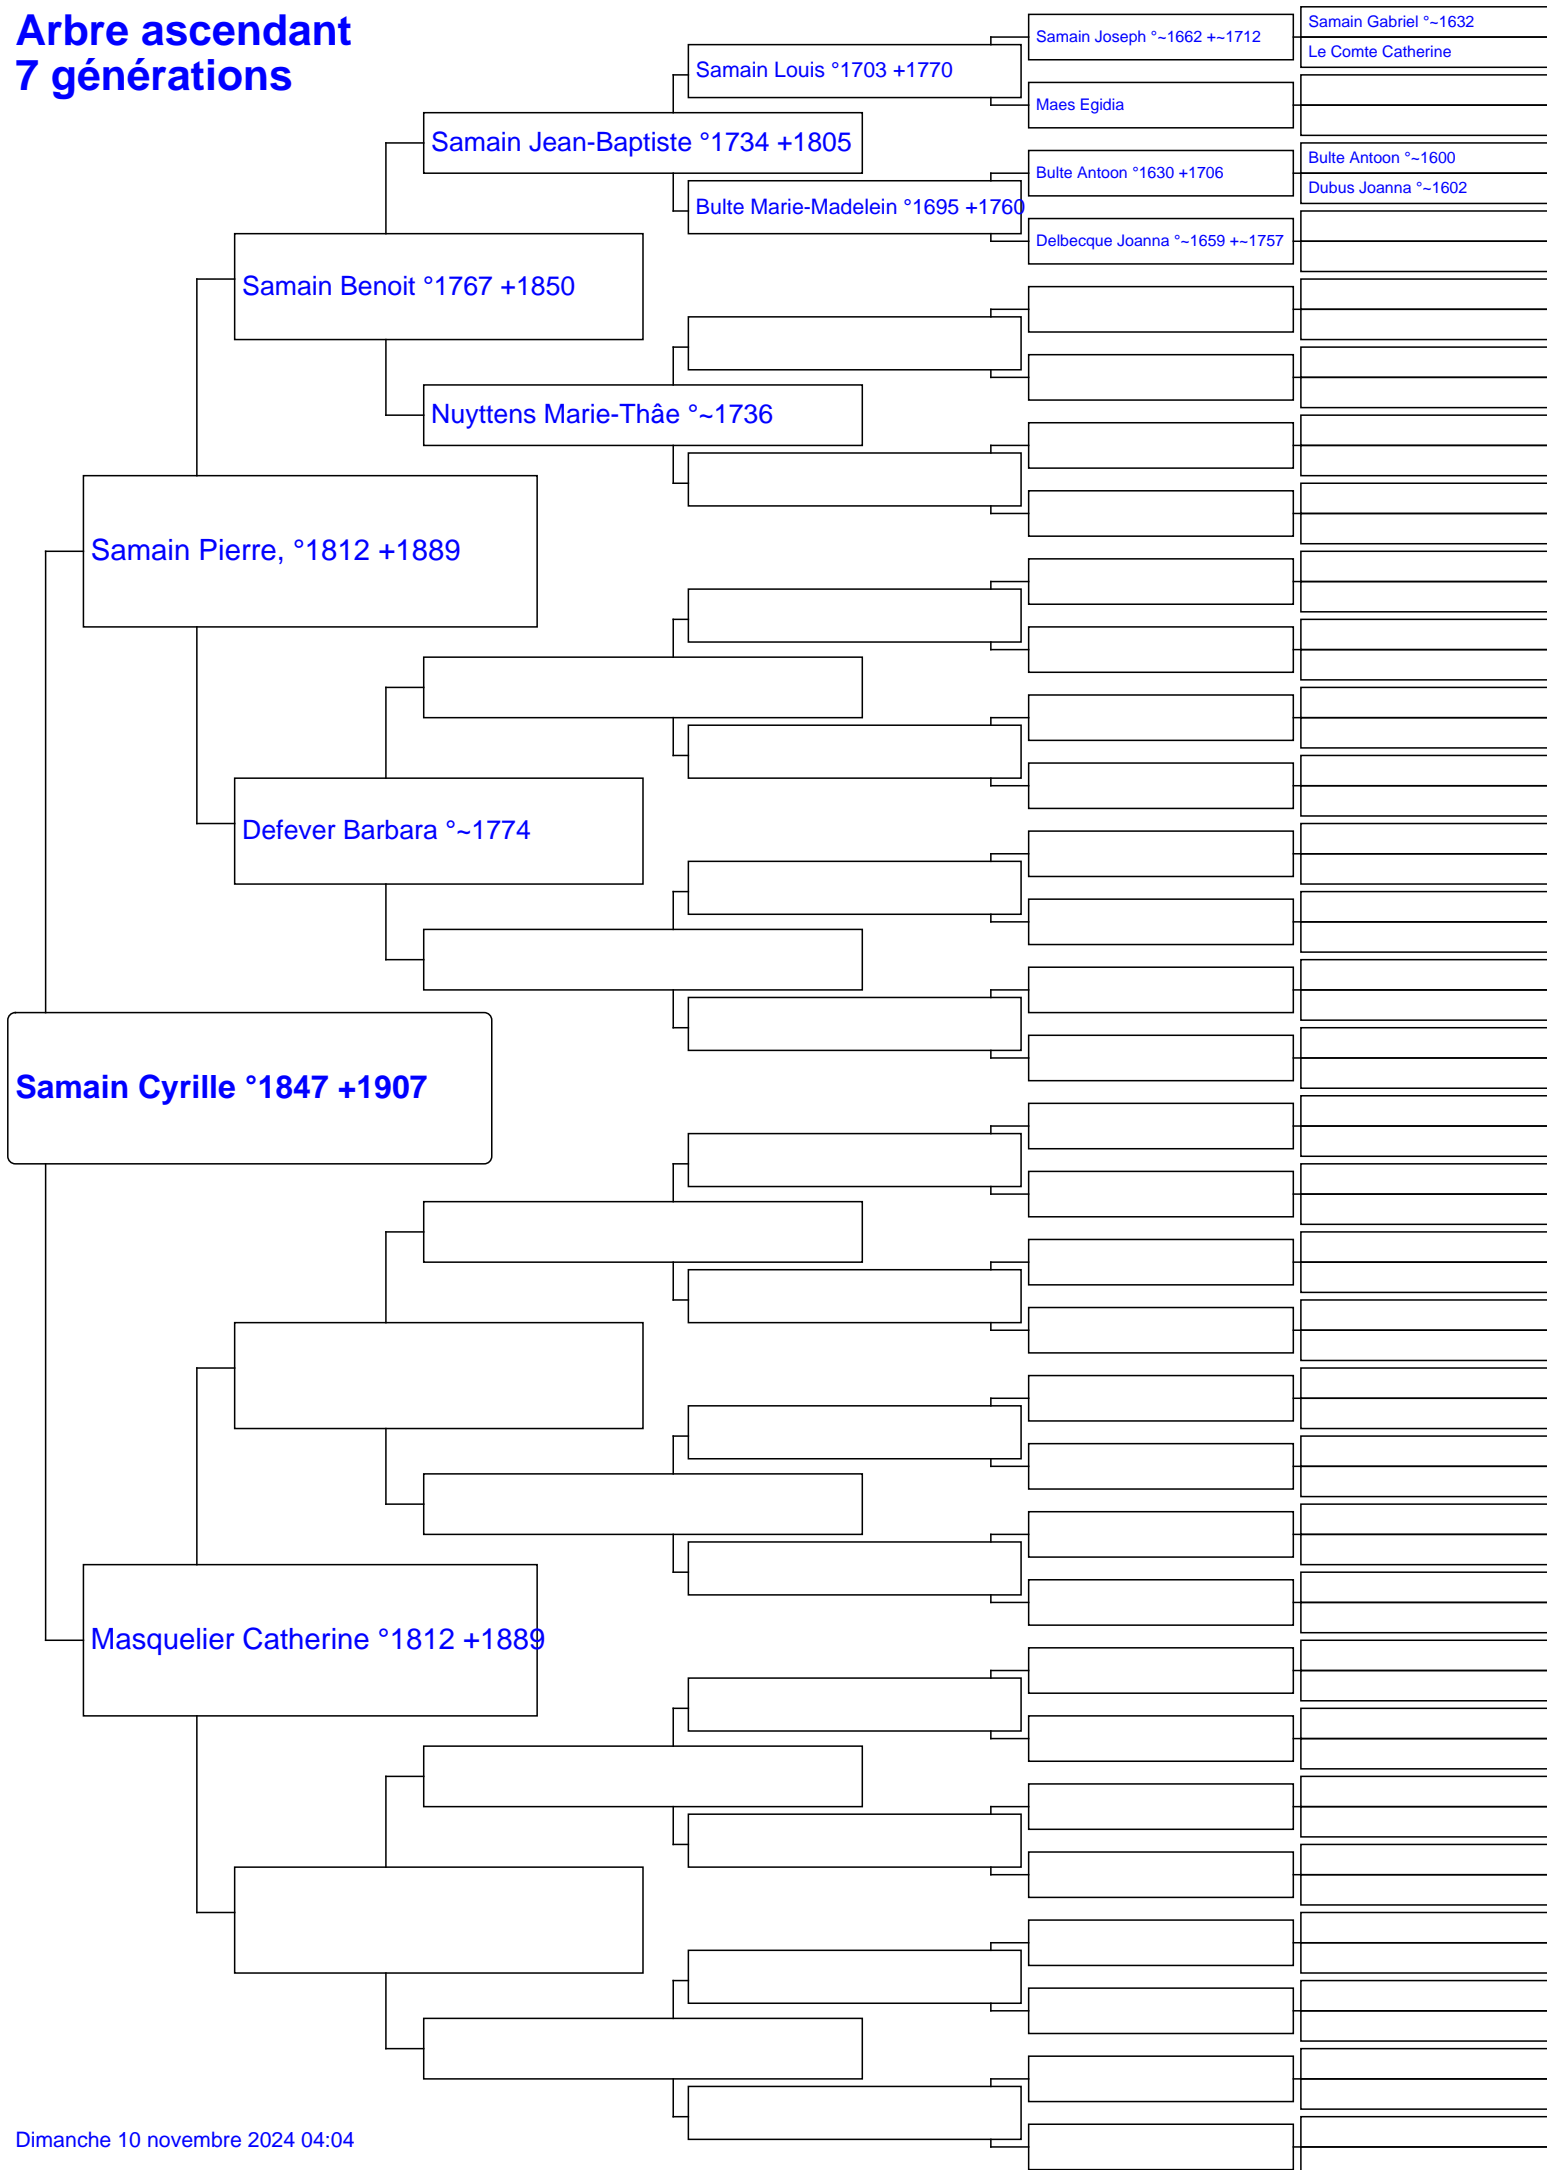 Arbre ascendant
7 générations
Samain Gabriel °~1632
Samain Joseph °~1662 +~1712
Le Comte Catherine
Samain Louis °1703 +1770
Maes Egidia
Samain Jean-Baptiste °1734 +1805
Bulte Antoon °~1600
Bulte Antoon °1630 +1706
Dubus Joanna °~1602
Bulte Marie-Madelein °1695 +1760
Delbecque Joanna °~1659 +~1757
Samain Benoit °1767 +1850
Nuyttens Marie-Thâe °~1736
Samain Pierre, °1812 +1889
Defever Barbara °~1774
Samain Cyrille °1847 +1907
Masquelier Catherine °1812 +1889
Dimanche 10 novembre 2024 04:04